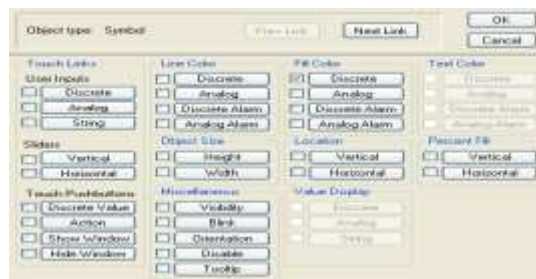 Object type: Symbol
Prev Link
Next Link
OK
Cancel
Touch Links
User Inputs
Discrete
Analog
String
Sliders
Vertical
Horizontal
Touch Pushbuttons
Discrete Value
Action
Show Window
Hide Window
Line Color
Discrete
Analog
Discrete Alarm
Analog Alarm
Object Size
Height
Width
Miscellaneous
Visibility
Blink
Orientation
Disable
Tooltip
Fill Color
Discrete
Analog
Discrete Alarm
Analog Alarm
Location
Vertical
Horizontal
Value Display
Discrete
Analog
String
Text Color
Discrete
Analog
Discrete Alarm
Analog Alarm
Percent Fill
Vertical
Horizontal